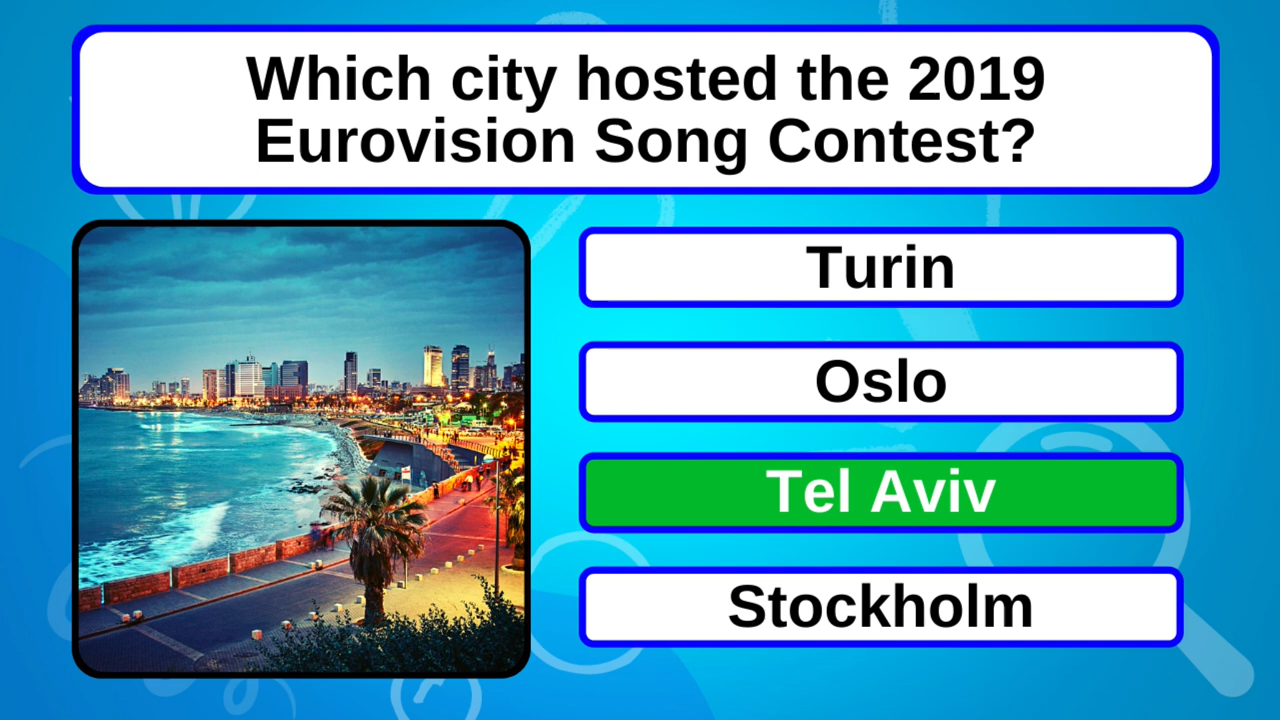 Which city hosted the 2019
Eurovision Song Contest?
Turin
Oslo
Tel Aviv
Stockholm